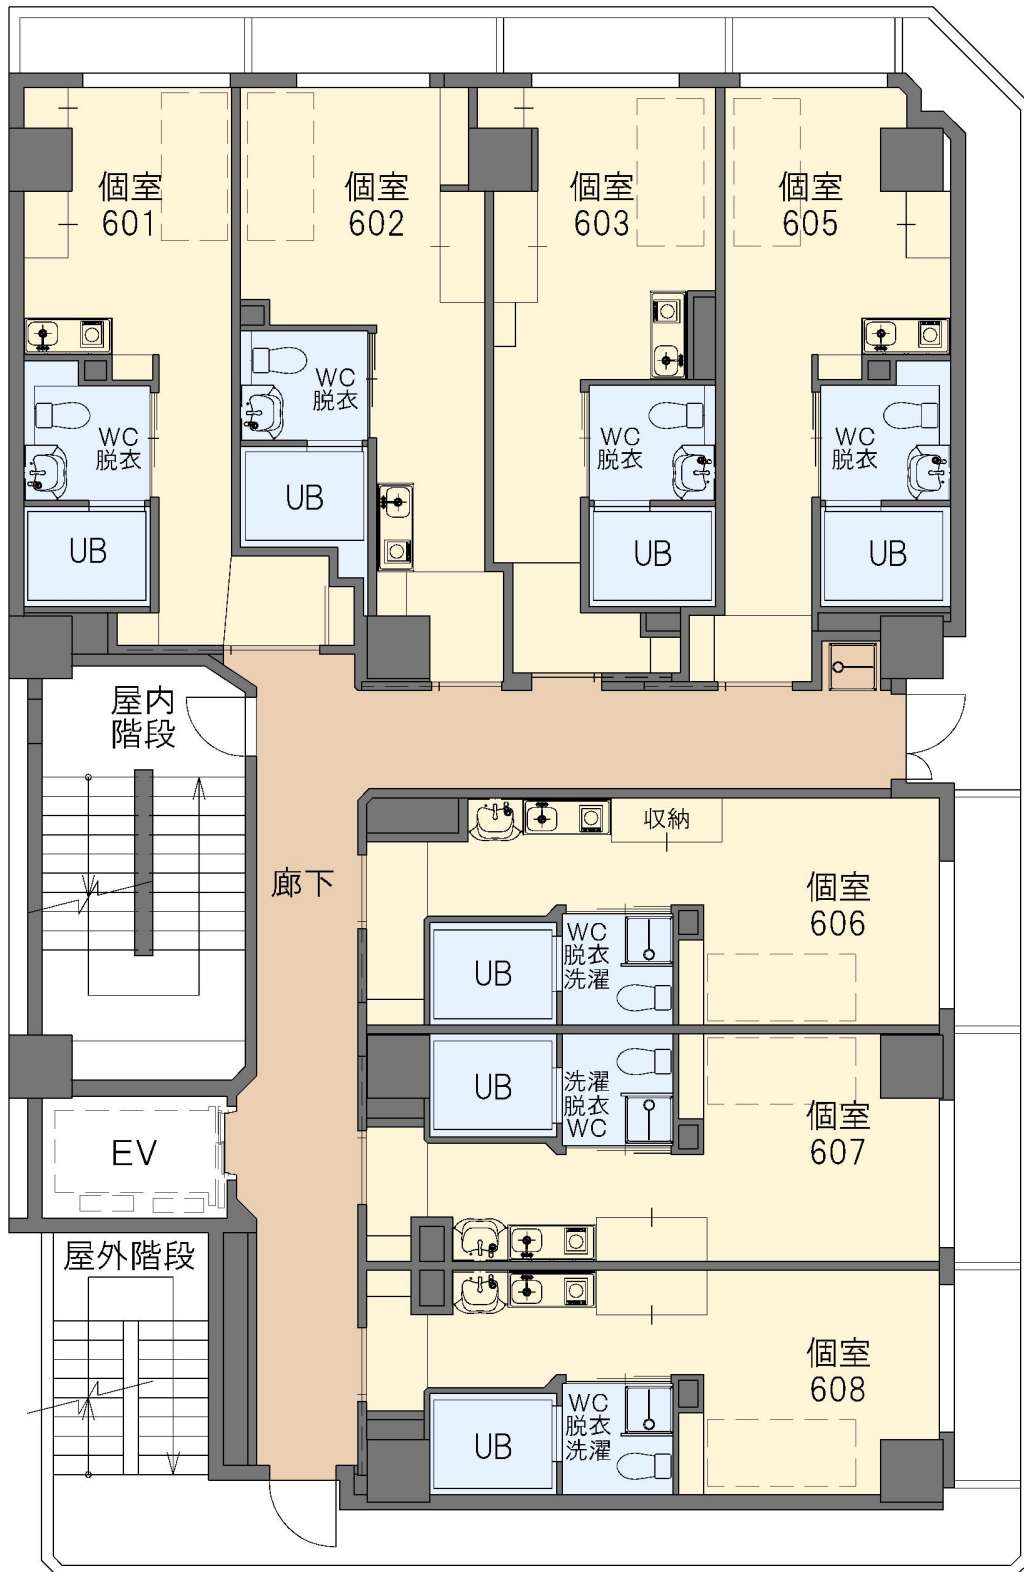 個室
601
個室
602
個室
603
個室
605
WC
脱衣
UB
WC
脱衣
UB
WC
脱衣
UB
WC
脱衣
UB
屋内
階段
廊下
収納
個室
606
UB
WC
脱衣
洗濯
UB
洗濯
脱衣
WC
個室
607
EV
屋外階段
個室
608
UB
WC
脱衣
洗濯